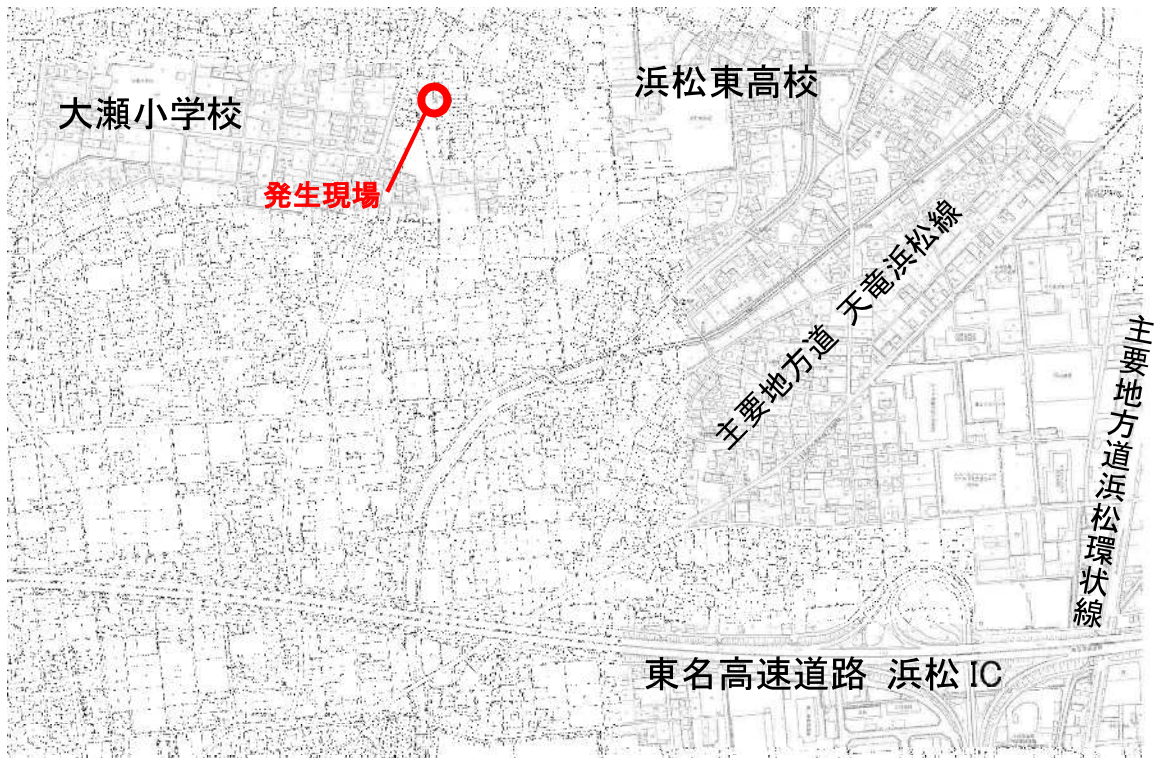 大瀬小学校
浜松東高校
発生現場
主要地方道 天竜浜松線
主要地方道浜松環状線
東名高速道路 浜松 IC